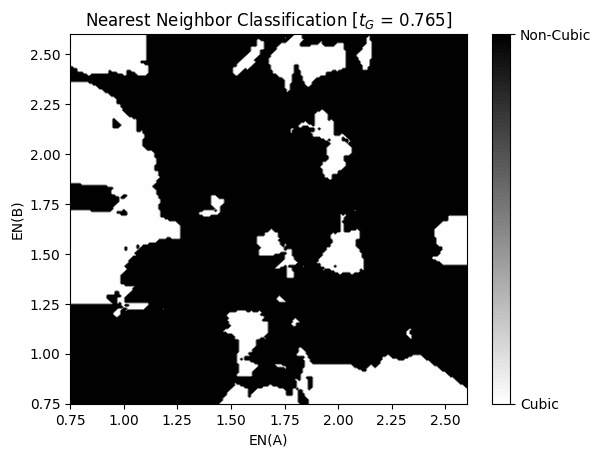 Nearest Neighbor Classification [$t_G$ = 0.765]
2.50
2.25
2.00
1.75
1.50
1.25
1.00
0.75
EN(B)
0.75 1.00 1.25 1.50 1.75 2.00 2.25 2.50
EN(A)
Non-Cubic
Cubic